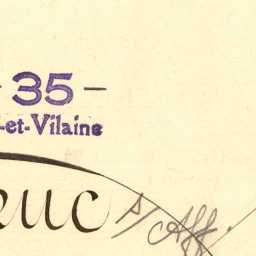 - 35 -
-et-Vilaine
euc s/ Aff